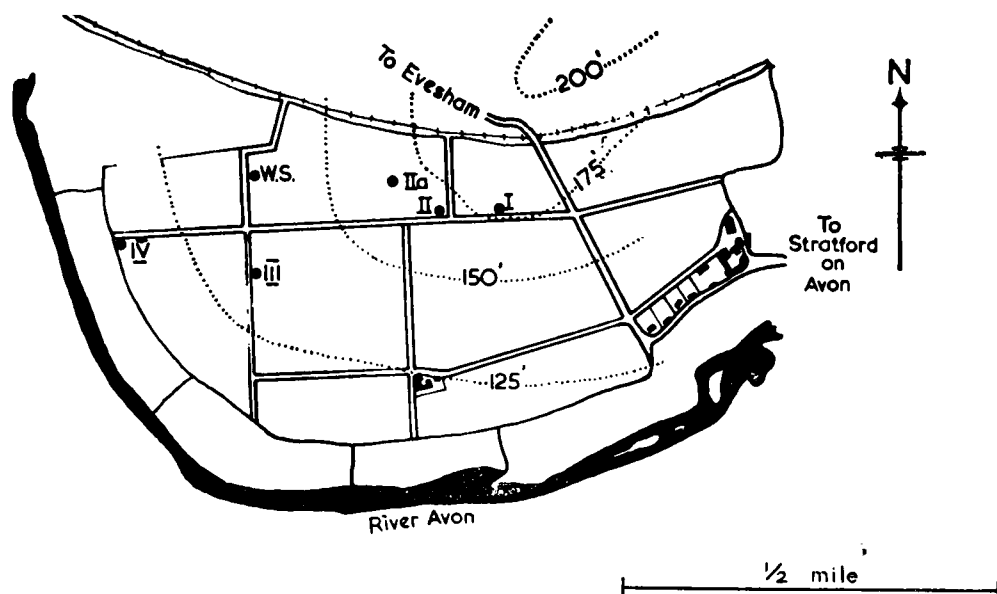 To Evesham
200'
N
175'
W.S.
IIa
II
I
To
Stratford
on
Avon
IV
III
150'
125'
River Avon
1/2 mile